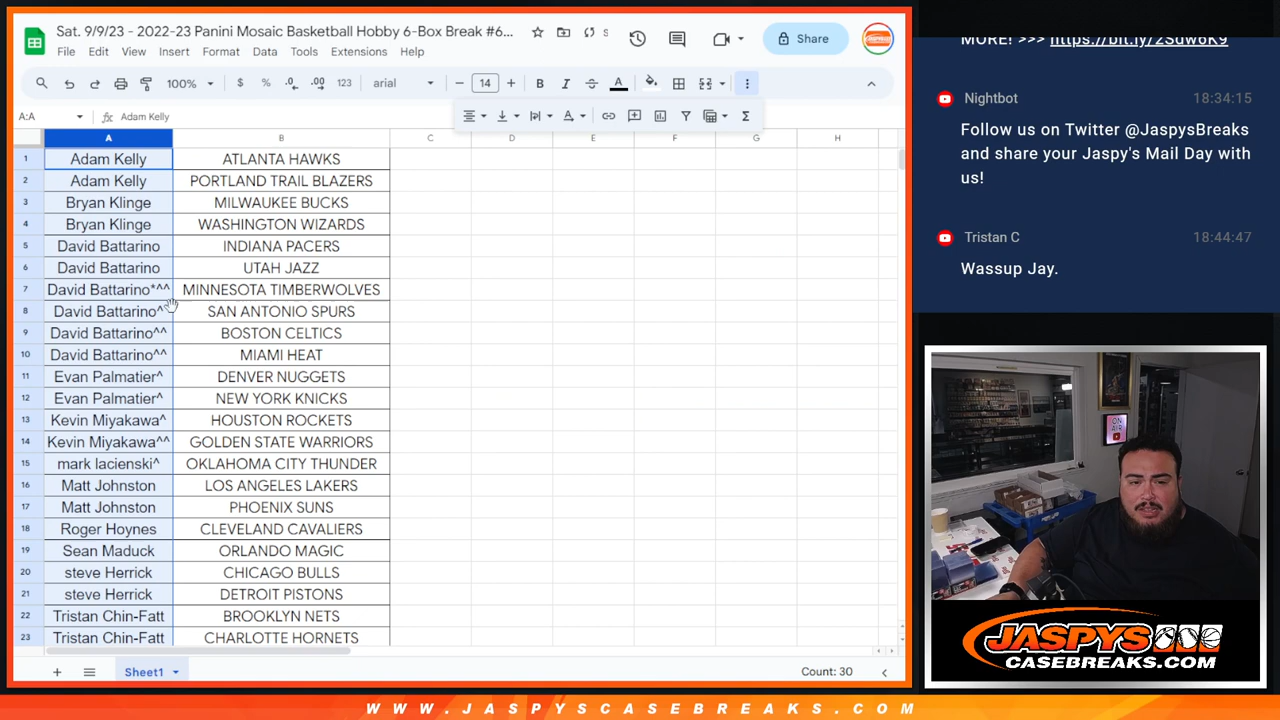 Sat. 9/9/23 - 2022-23 Panini Mosaic Basketball Hobby 6-Box Break #6...
File Edit View Insert Format Data Tools Extensions Help
Share
100% $ % .0 .00 123 arial 14 B I A
A:A fx Adam Kelly
A B C D E F G H
1 Adam Kelly ATLANTA HAWKS
2 Adam Kelly PORTLAND TRAIL BLAZERS
3 Bryan Klinge MILWAUKEE BUCKS
4 Bryan Klinge WASHINGTON WIZARDS
5 David Battarino INDIANA PACERS
6 David Battarino UTAH JAZZ
7 David Battarino*^^^ MINNESOTA TIMBERWOLVES
8 David Battarino^ SAN ANTONIO SPURS
9 David Battarino^^ BOSTON CELTICS
10 David Battarino^^ MIAMI HEAT
11 Evan Palmatier^ DENVER NUGGETS
12 Evan Palmatier^ NEW YORK KNICKS
13 Kevin Miyakawa^ HOUSTON ROCKETS
14 Kevin Miyakawa^^ GOLDEN STATE WARRIORS
15 mark lacienski^ OKLAHOMA CITY THUNDER
16 Matt Johnston LOS ANGELES LAKERS
17 Matt Johnston PHOENIX SUNS
18 Roger Hoynes CLEVELAND CAVALIERS
19 Sean Maduck ORLANDO MAGIC
20 steve Herrick CHICAGO BULLS
21 steve Herrick DETROIT PISTONS
22 Tristan Chin-Fatt BROOKLYN NETS
23 Tristan Chin-Fatt CHARLOTTE HORNETS
Sheet1
Count: 30
MORE! >>> https://bit.ly/2Sdw6K9
Nightbot 18:34:15
Follow us on Twitter @JaspysBreaks
and share your Jaspy's Mail Day with
us!
Tristan C 18:44:47
Wassup Jay.
ON
AIR
JASPYS
CASEBREAKS.COM
WWW.JASPYSCASEBREAKS.COM